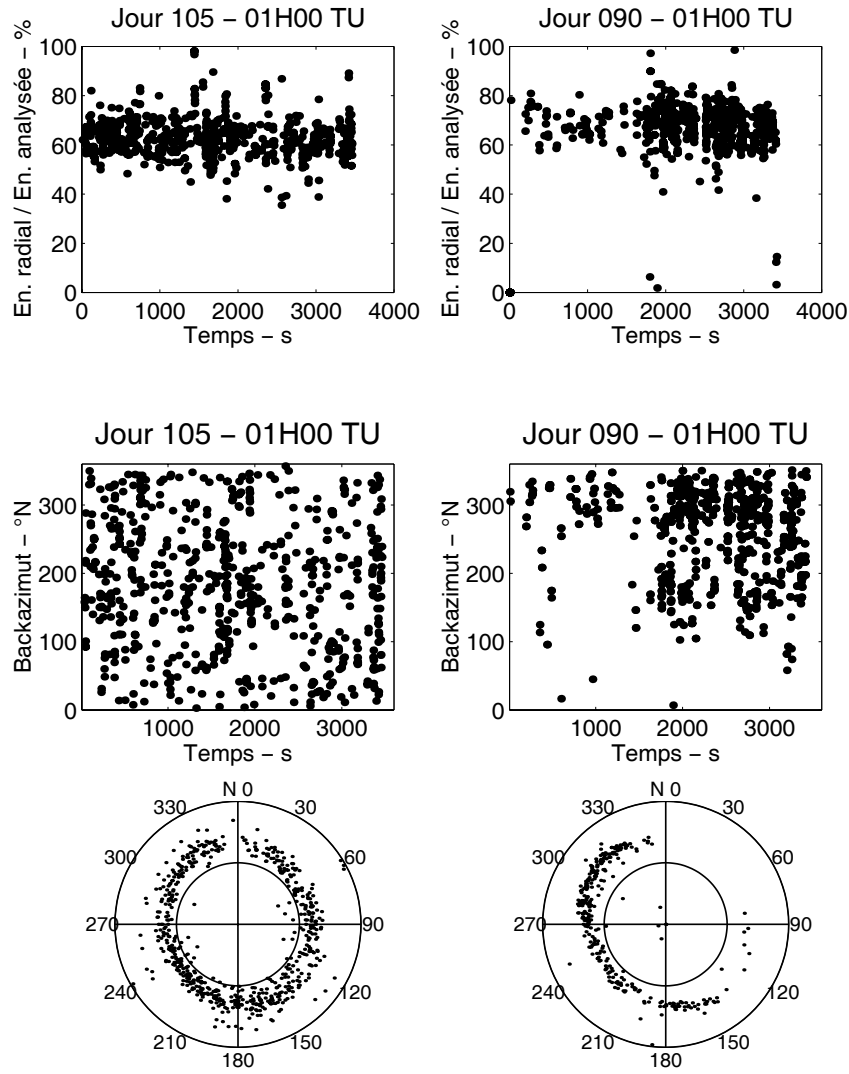 Jour 105 – 01H00 TU
En. radial / En. analysée – %
100
80
60
40
20
0
0 1000 2000 3000 4000
Temps – s
Jour 090 – 01H00 TU
En. radial / En. analysée – %
100
80
60
40
20
0
0 1000 2000 3000 4000
Temps – s
Jour 105 – 01H00 TU
Backazimut – °N
300
200
100
0
1000 2000 3000
Temps – s
Jour 090 – 01H00 TU
Backazimut – °N
300
200
100
0
1000 2000 3000
Temps – s
N 0
330 30
300 60
270 90
240 120
210 150
180
N 0
330 30
300 60
270 90
240 120
210 150
180